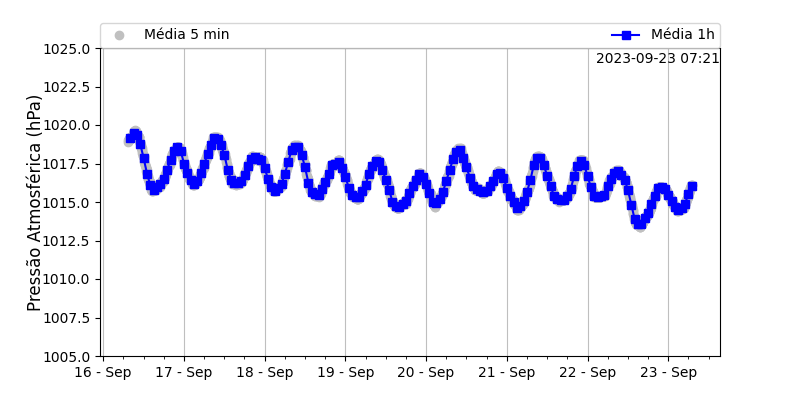 Média 5 min
Média 1h
2023-09-23 07:21
Pressão Atmosférica (hPa)
1025.0
1022.5
1020.0
1017.5
1015.0
1012.5
1010.0
1007.5
1005.0
16 - Sep
17 - Sep
18 - Sep
19 - Sep
20 - Sep
21 - Sep
22 - Sep
23 - Sep